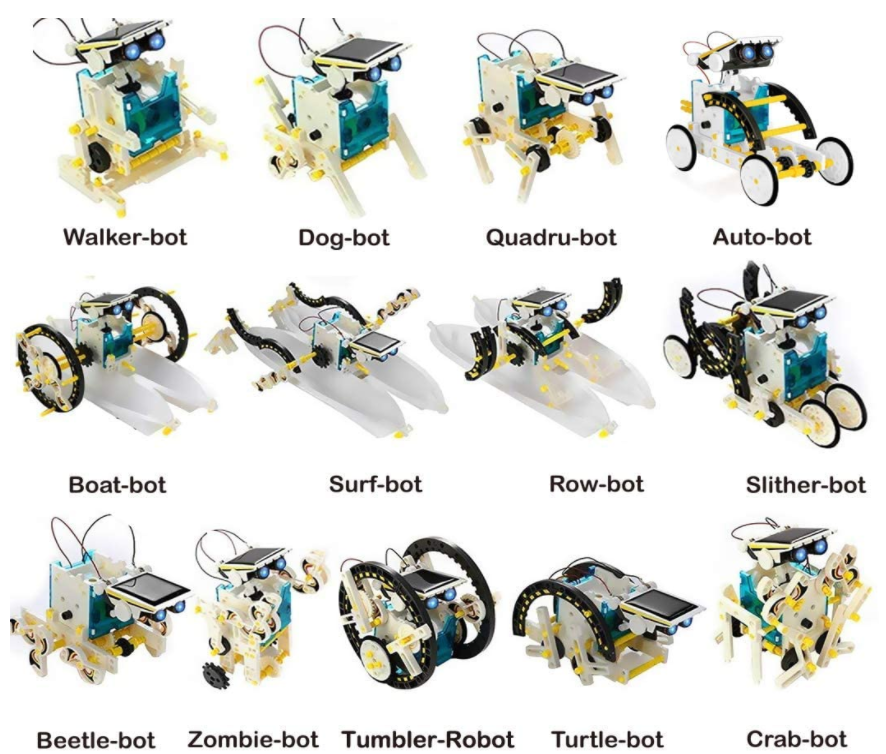 Walker-bot
Dog-bot
Quadru-bot
Auto-bot
Boat-bot
Surf-bot
Row-bot
Slither-bot
Beetle-bot
Zombie-bot
Tumbler-Robot
Turtle-bot
Crab-bot